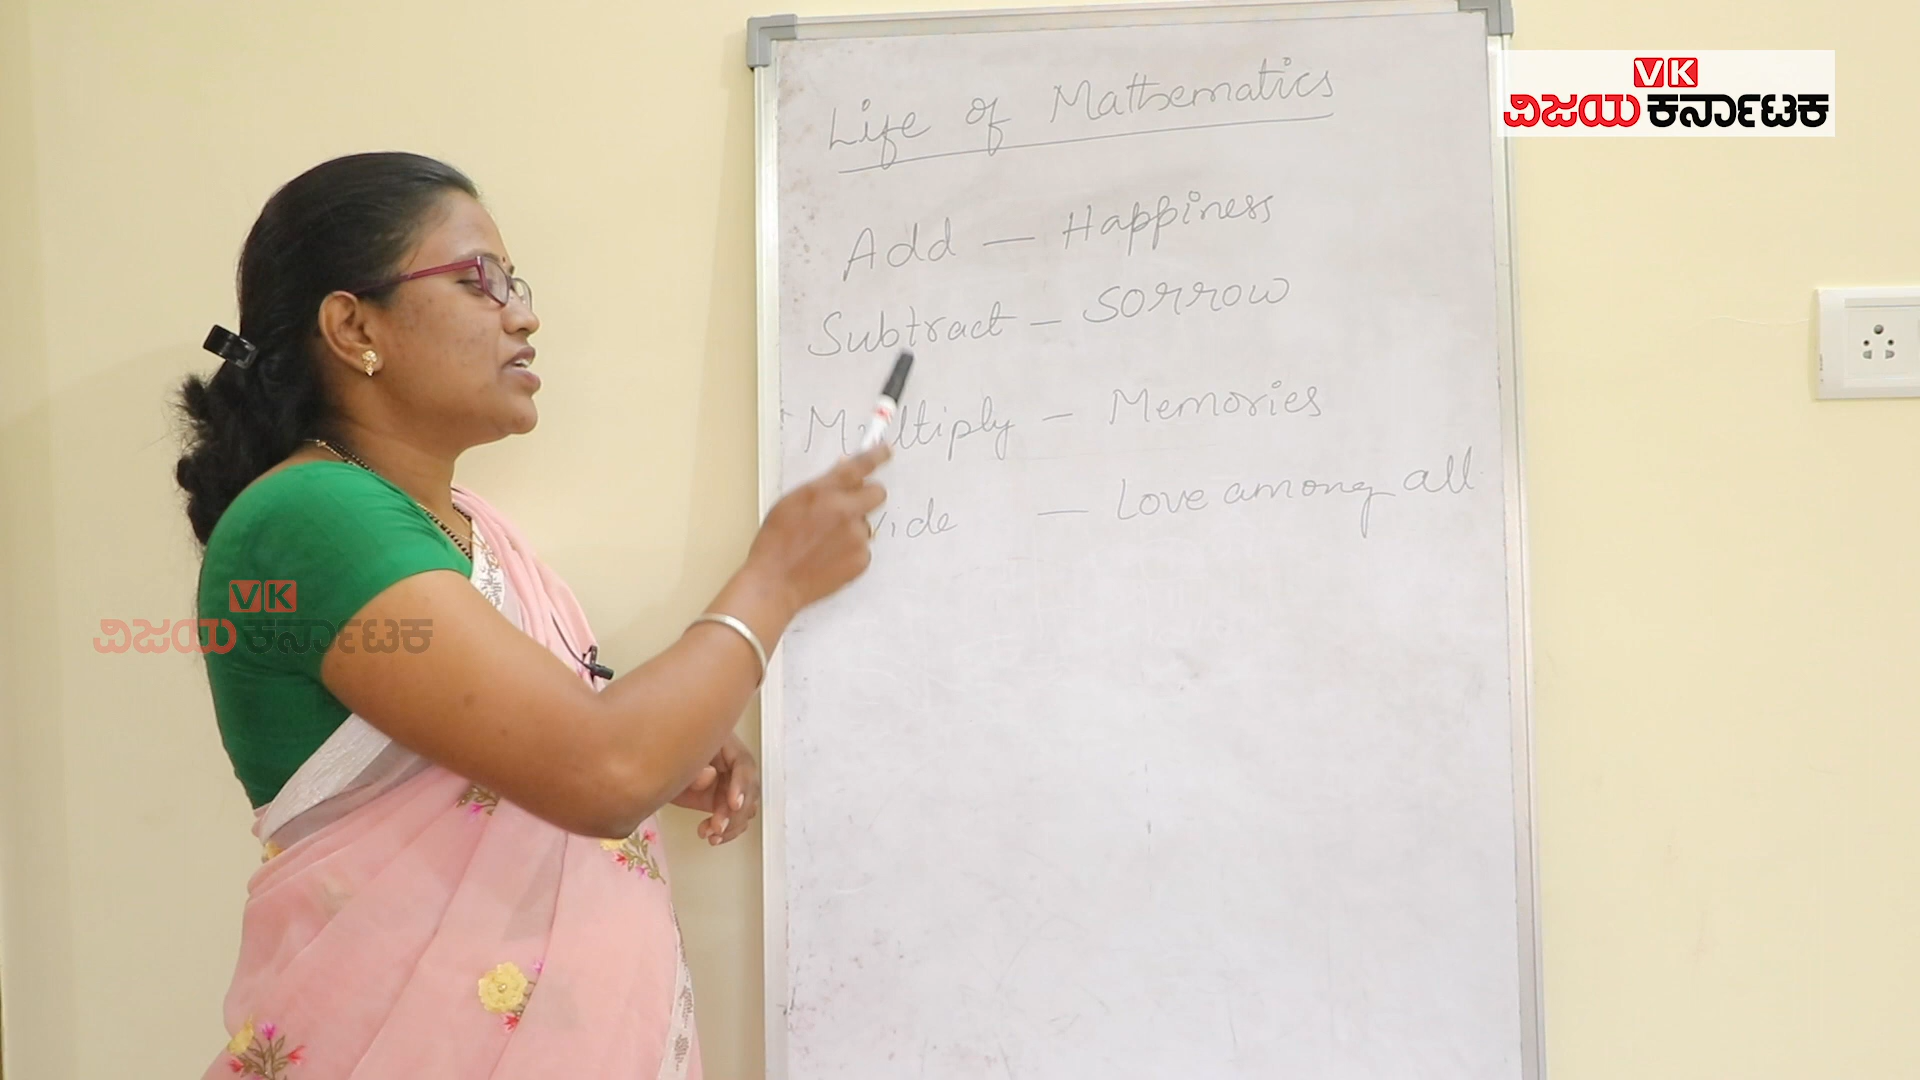 Life of Mathematics
VK
ವಿಜಯ ಕರ್ನಾಟಕ
Add — Happiness
Subtract — Sorrow
Multiply — Memories
vide — Love among all
VK
ವಿಜಯ ಕರ್ನಾಟಕ